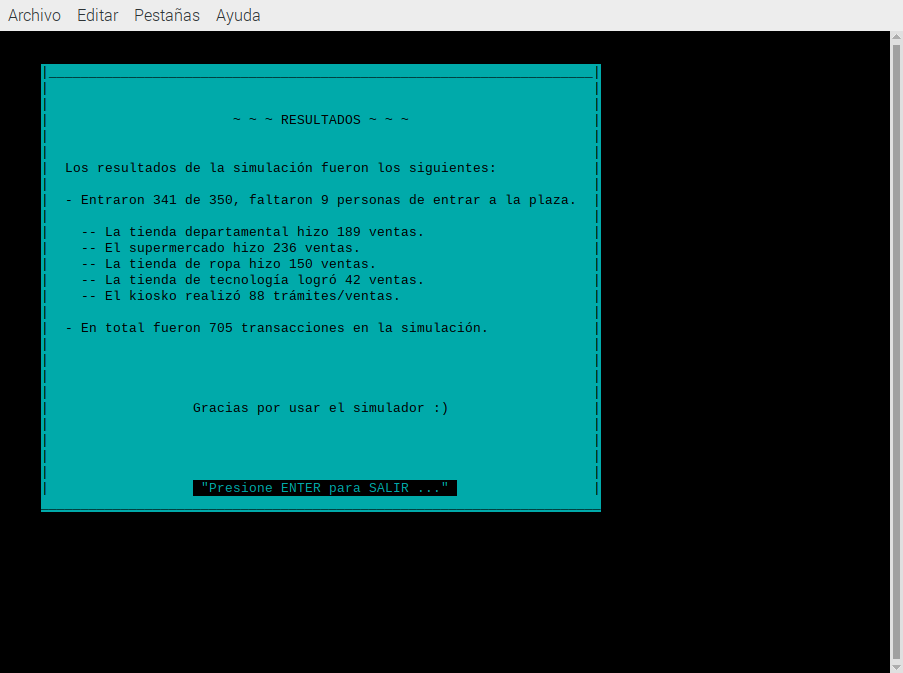 Archivo Editar Pestañas Ayuda
~ ~ ~ RESULTADOS ~ ~ ~
Los resultados de la simulación fueron los siguientes:
- Entraron 341 de 350, faltaron 9 personas de entrar a la plaza.
-- La tienda departamental hizo 189 ventas.
-- El supermercado hizo 236 ventas.
-- La tienda de ropa hizo 150 ventas.
-- La tienda de tecnología logró 42 ventas.
-- El kiosko realizó 88 trámites/ventas.
- En total fueron 705 transacciones en la simulación.
Gracias por usar el simulador :)
"Presione ENTER para SALIR ..."